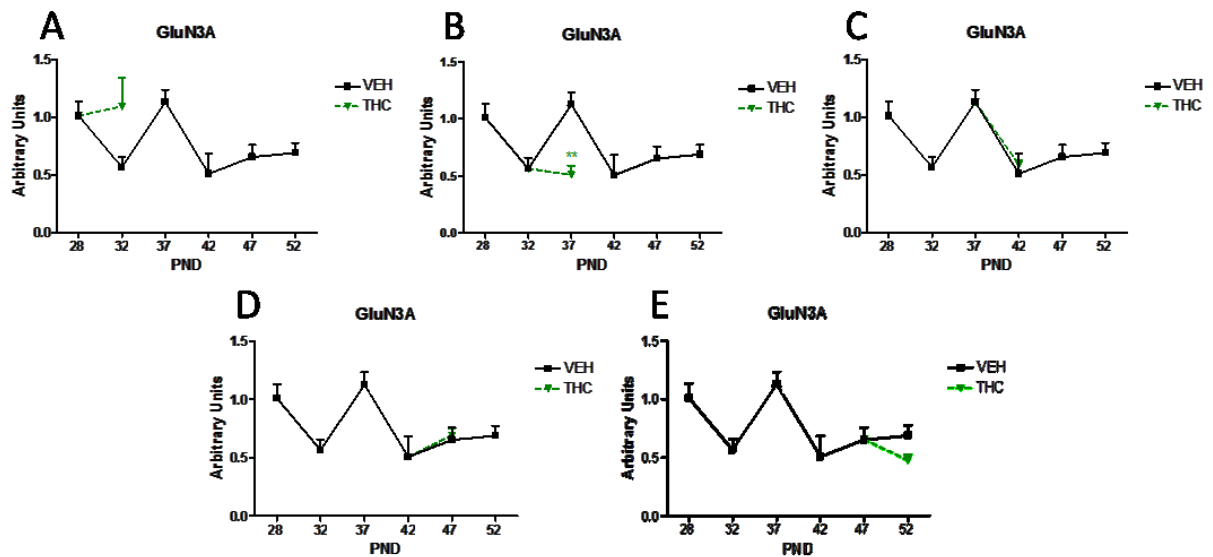 A
GluN3A
1.5
1.0
0.5
0.0
Arbitrary Units
28 32 37 42 47 52
PND
VEH
THC
B
GluN3A
1.5
1.0
0.5
0.0
Arbitrary Units
**
28 32 37 42 47 52
PND
VEH
THC
C
GluN3A
1.5
1.0
0.5
0.0
Arbitrary Units
28 32 37 42 47 52
PND
VEH
THC
D
GluN3A
1.5
1.0
0.5
0.0
Arbitrary Units
28 32 37 42 47 52
PND
VEH
THC
E
GluN3A
1.5
1.0
0.5
0.0
Arbitrary Units
28 32 37 42 47 52
PND
VEH
THC